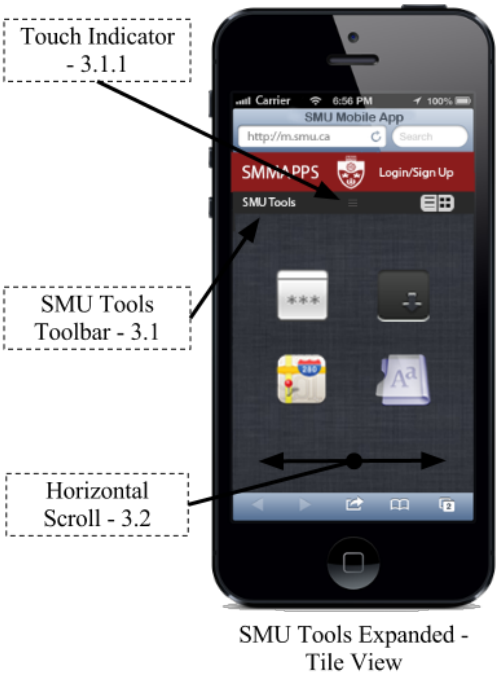 Touch Indicator
- 3.1.1
Carrier 6:56 PM 100%
SMU Mobile App
http://m.smu.ca
Search
SMMAPPS
Login/Sign Up
SMU Tools
***
280
Aa
SMU Tools
Toolbar - 3.1
Horizontal
Scroll - 3.2
2
SMU Tools Expanded -
Tile View